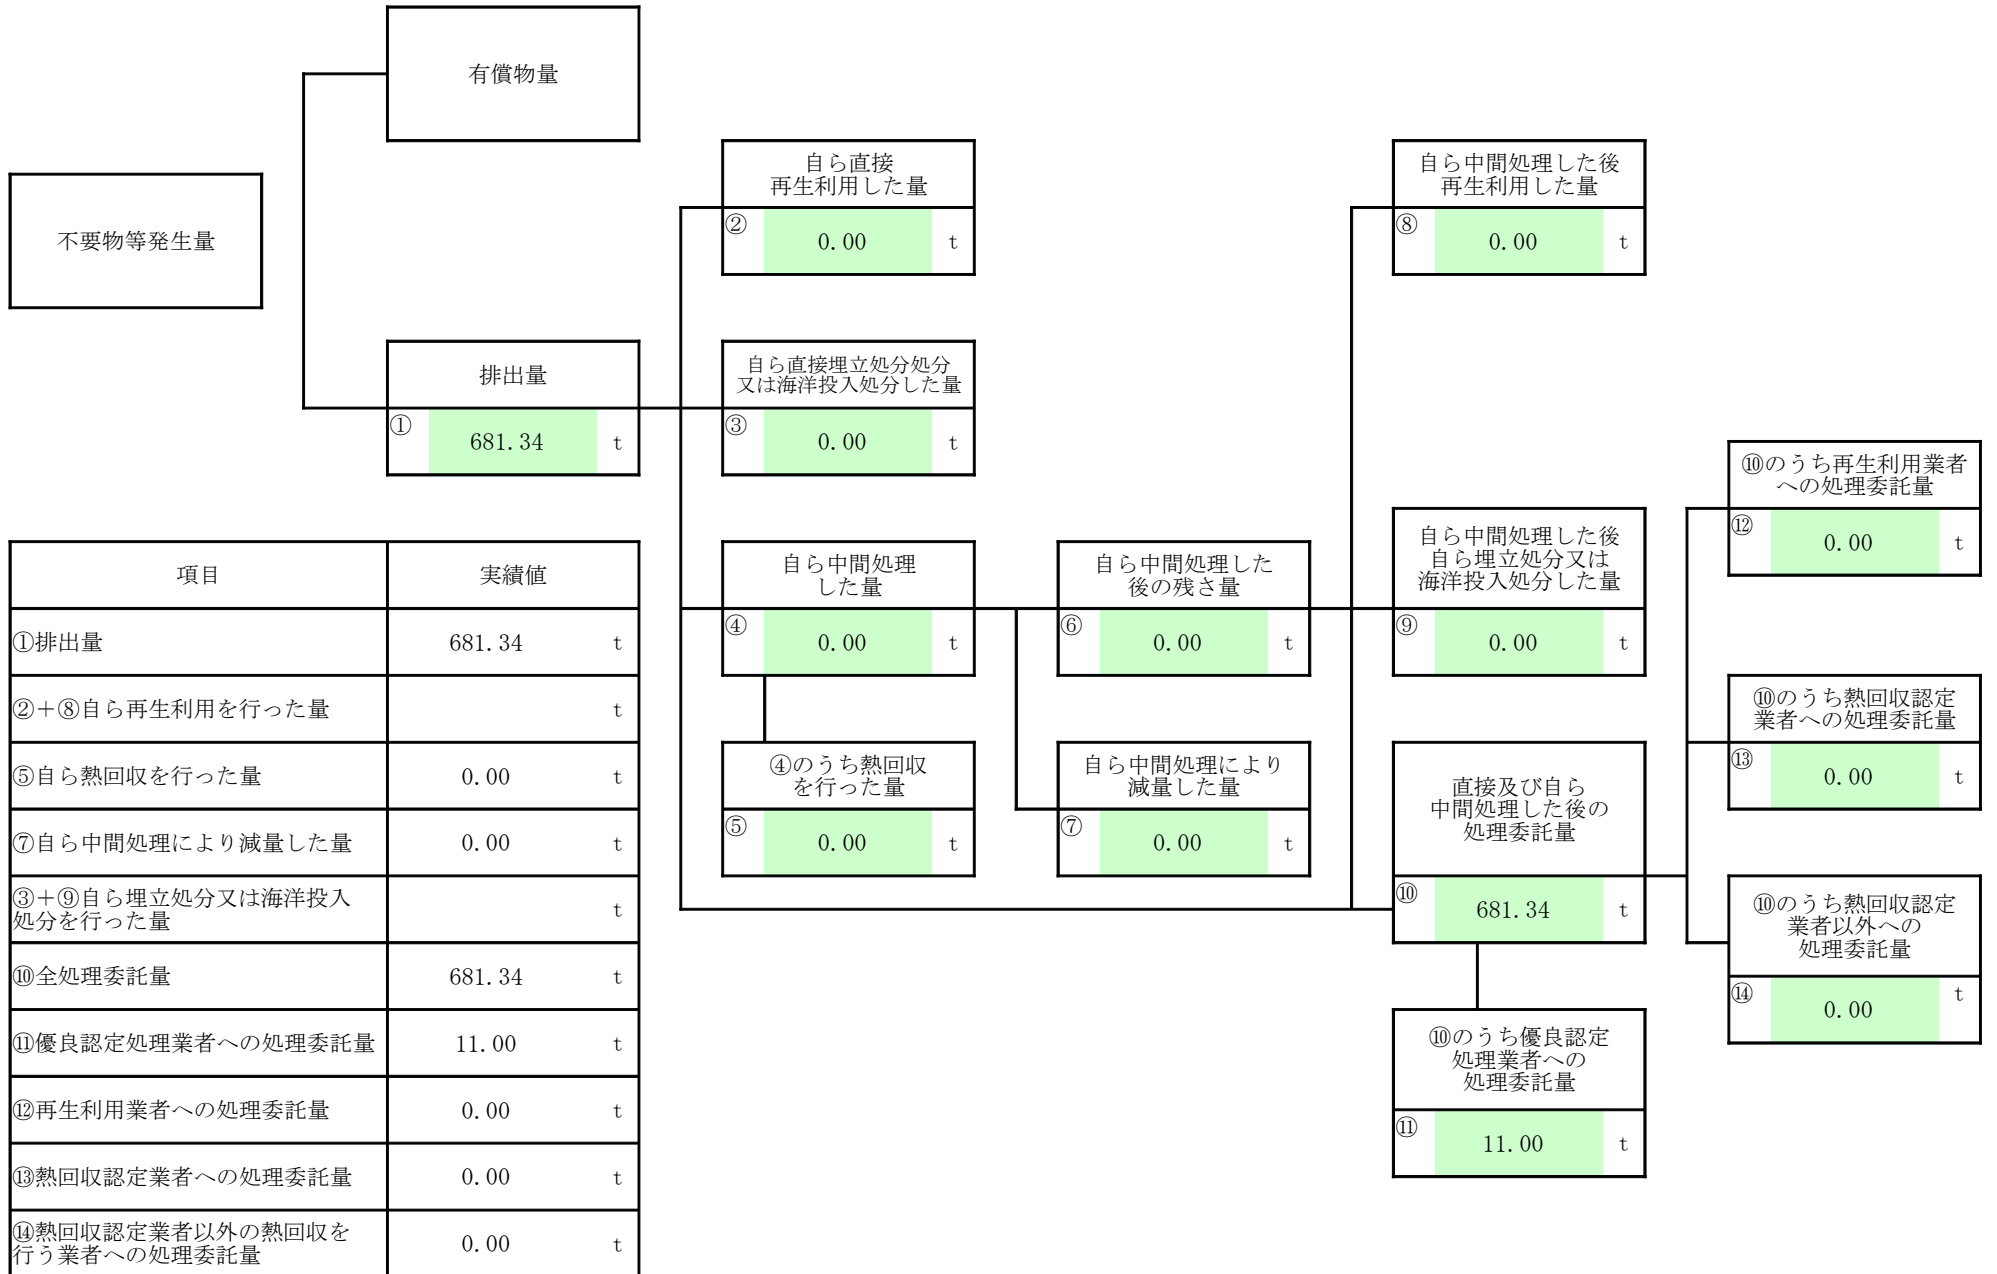 有償物量
不要物等発生量
自ら直接
再生利用した量
② 0.00 t
自ら中間処理した後
再生利用した量
⑧ 0.00 t
排出量
① 681.34 t
自ら直接埋立処分処分
又は海洋投入処分した量
③ 0.00 t
⑩のうち再生利用業者
への処理委託量
⑫ 0.00 t
自ら中間処理
した量
④ 0.00 t
自ら中間処理した
後の残さ量
⑥ 0.00 t
自ら中間処理した後
自ら埋立処分又は
海洋投入処分した量
⑨ 0.00 t
⑩のうち熱回収認定
業者への処理委託量
⑬ 0.00 t
④のうち熱回収
を行った量
⑤ 0.00 t
自ら中間処理により
減量した量
⑦ 0.00 t
直接及び自ら
中間処理した後の
処理委託量
⑩ 681.34 t
⑩のうち熱回収認定
業者以外への
処理委託量
⑭ 0.00 t
⑩のうち優良認定
処理業者への
処理委託量
⑪ 11.00 t
項目 実績値
①排出量 681.34 t
②＋⑧自ら再生利用を行った量 t
⑤自ら熱回収を行った量 0.00 t
⑦自ら中間処理により減量した量 0.00 t
③＋⑨自ら埋立処分又は海洋投入
処分を行った量 t
⑩全処理委託量 681.34 t
⑪優良認定処理業者への処理委託量 11.00 t
⑫再生利用業者への処理委託量 0.00 t
⑬熱回収認定業者への処理委託量 0.00 t
⑭熱回収認定業者以外の熱回収を
行う業者への処理委託量 0.00 t